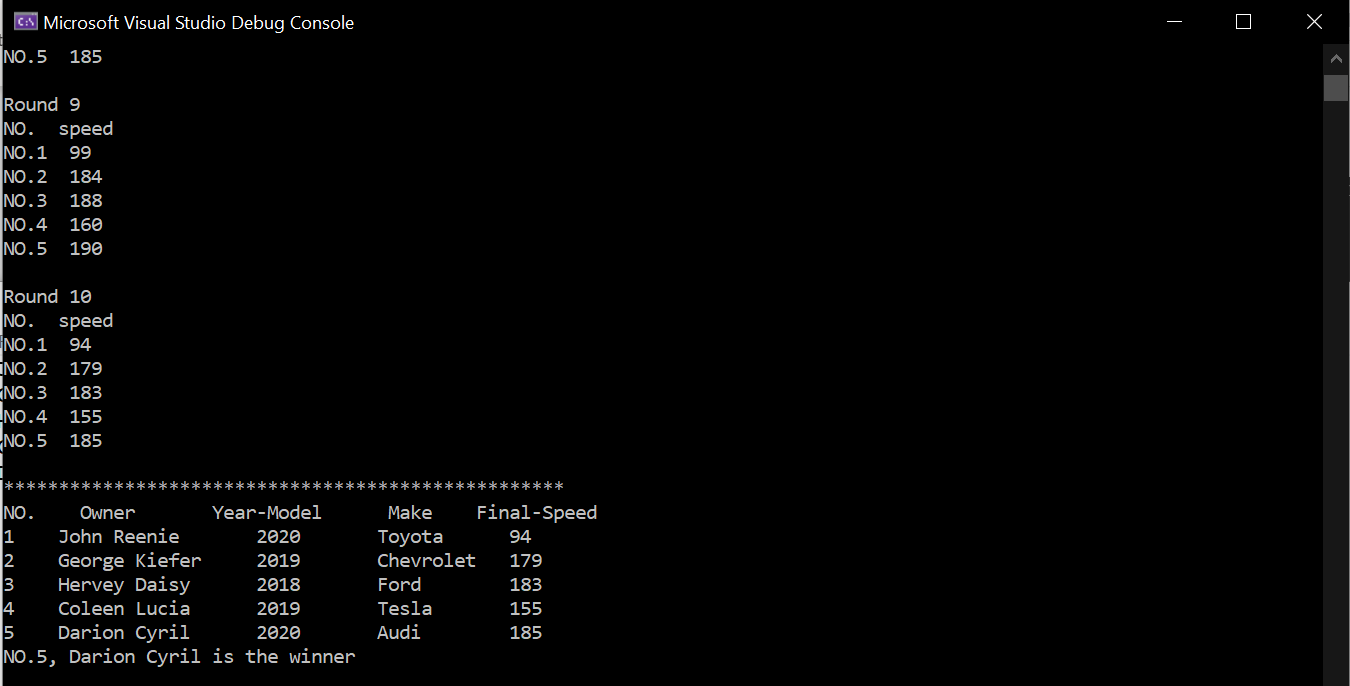 Microsoft Visual Studio Debug Console
NO.5  185
Round 9
NO.  speed
NO.1  99
NO.2  184
NO.3  188
NO.4  160
NO.5  190
Round 10
NO.  speed
NO.1  94
NO.2  179
NO.3  183
NO.4  155
NO.5  185
***************************************************
NO.    Owner       Year-Model      Make    Final-Speed
1    John Reenie       2020       Toyota      94
2    George Kiefer     2019       Chevrolet   179
3    Hervey Daisy      2018       Ford        183
4    Coleen Lucia      2019       Tesla       155
5    Darion Cyril      2020       Audi        185
NO.5, Darion Cyril is the winner